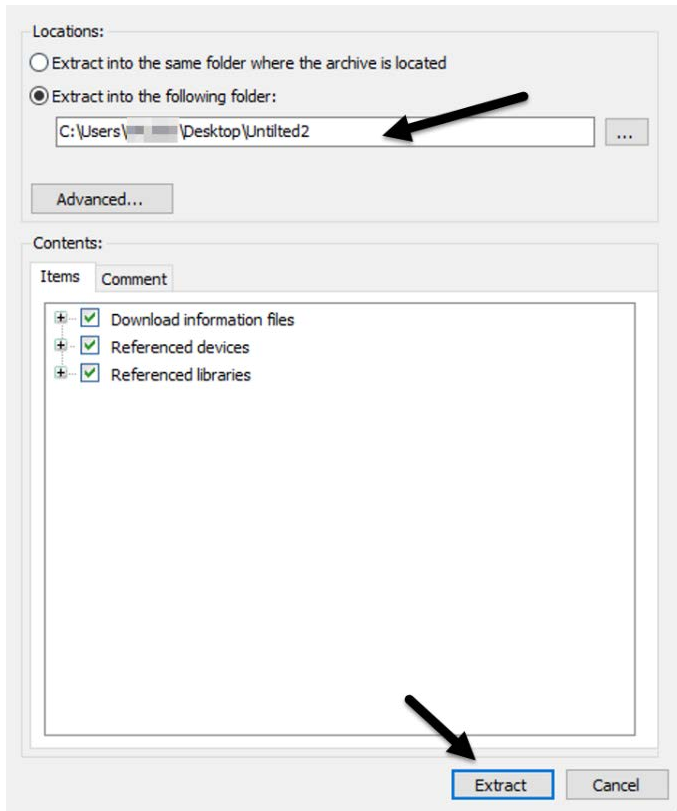 Locations:
Extract into the same folder where the archive is located
Extract into the following folder:
C:\Users\ \Desktop\Untilted2
...
Advanced...
Contents:
Items Comment
Download information files
Referenced devices
Referenced libraries
Extract Cancel